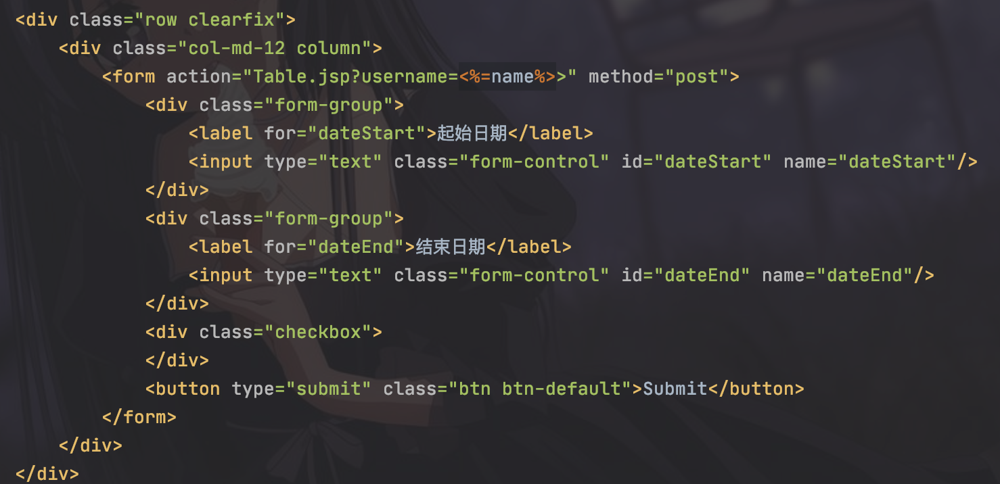 <div class="row clearfix">
    <div class="col-md-12 column">
        <form action="Table.jsp?username=<%=name%>>" method="post">
            <div class="form-group">
                <label for="dateStart">起始日期</label>
                <input type="text" class="form-control" id="dateStart" name="dateStart"/>
            </div>
            <div class="form-group">
                <label for="dateEnd">结束日期</label>
                <input type="text" class="form-control" id="dateEnd" name="dateEnd"/>
            </div>
            <div class="checkbox">
            </div>
            <button type="submit" class="btn btn-default">Submit</button>
        </form>
    </div>
</div>